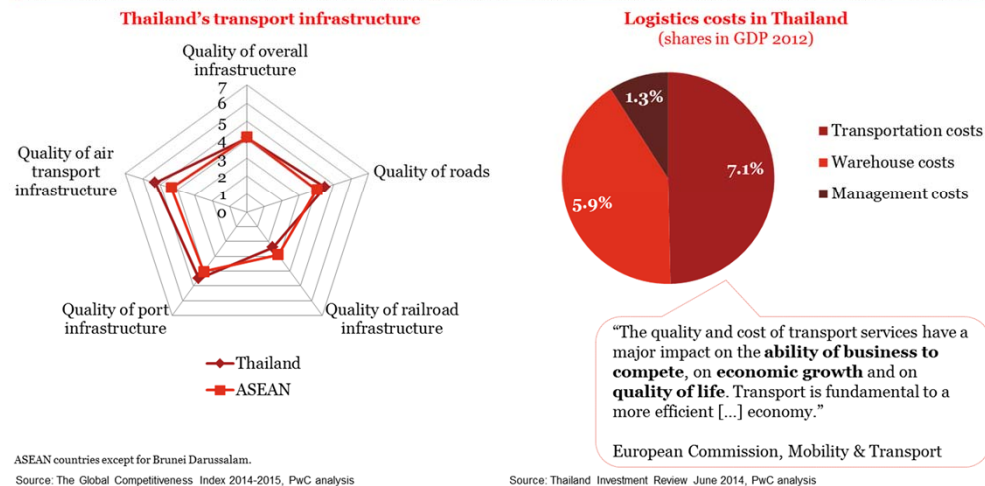 Thailand's transport infrastructure
Quality of overall
infrastructure
7
6
5
4
3
2
1
0
Quality of air
transport
infrastructure
Quality of roads
Quality of port
infrastructure
Quality of railroad
infrastructure
Thailand
ASEAN
ASEAN countries except for Brunei Darussalam.
Source: The Global Competitiveness Index 2014-2015, PwC analysis
Logistics costs in Thailand
(shares in GDP 2012)
1.3%
7.1%
5.9%
Transportation costs
Warehouse costs
Management costs
“The quality and cost of transport services have a
major impact on the ability of business to
compete, on economic growth and on
quality of life. Transport is fundamental to a
more efficient [...] economy.”
European Commission, Mobility & Transport
Source: Thailand Investment Review June 2014, PwC analysis